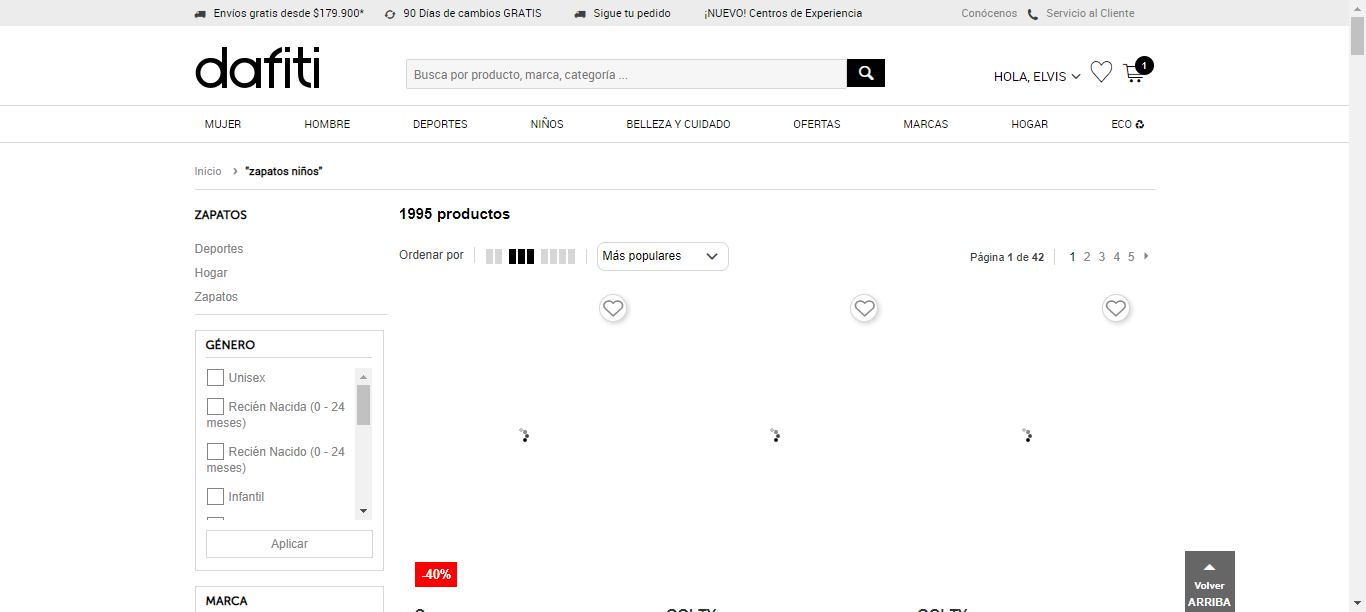 Envíos gratis desde $179.900*
90 Días de cambios GRATIS
Sigue tu pedido
¡NUEVO! Centros de Experiencia
Conócenos
Servicio al Cliente
dafiti
Busca por producto, marca, categoría ...
HOLA, ELVIS
1
MUJER
HOMBRE
DEPORTES
NIÑOS
BELLEZA Y CUIDADO
OFERTAS
MARCAS
HOGAR
ECO
Inicio › "zapatos niños"
ZAPATOS
Deportes
Hogar
Zapatos
GÉNERO
Unisex
Recién Nacida (0 - 24
meses)
Recién Nacido (0 - 24
meses)
Infantil
Aplicar
MARCA
1995 productos
Ordenar por
Más populares
Página 1 de 42
1 2 3 4 5
-40%
Volver
ARRIBA